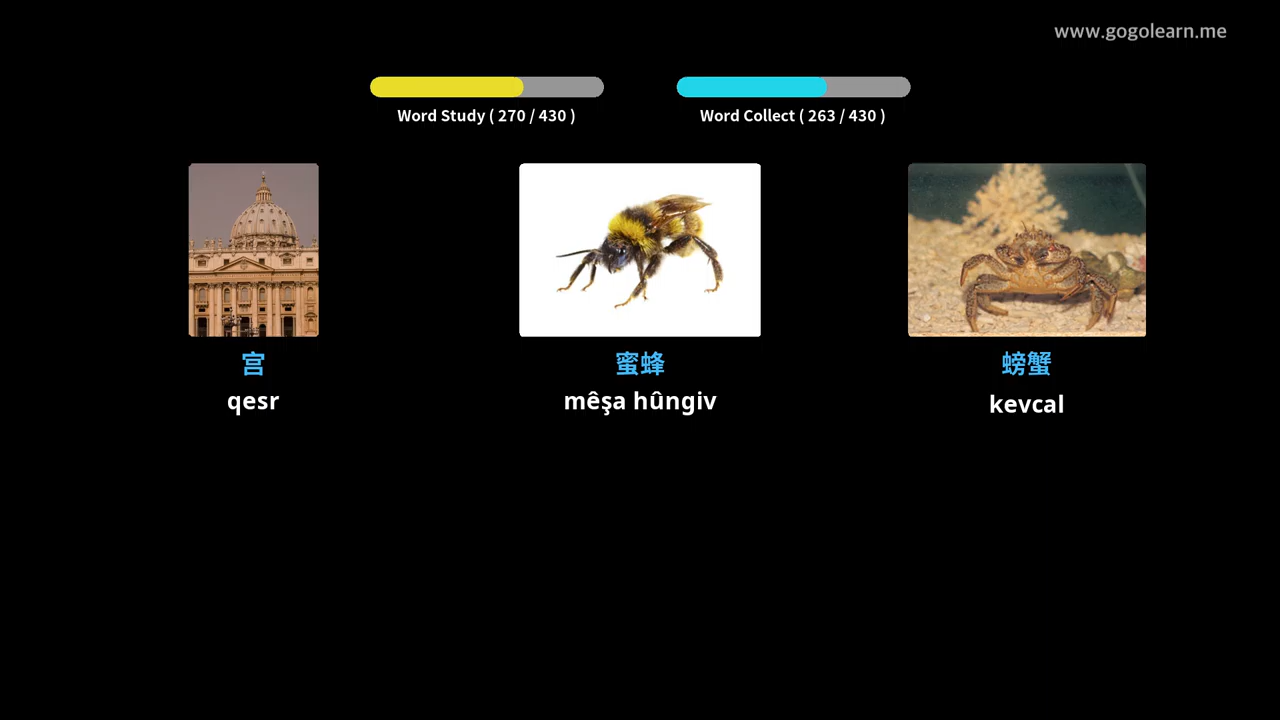 www.gogolearn.me
Word Study ( 270 / 430 )
Word Collect ( 263 / 430 )
宫
蜜蜂
螃蟹
qesr
mêşa hûngiv
kevcal